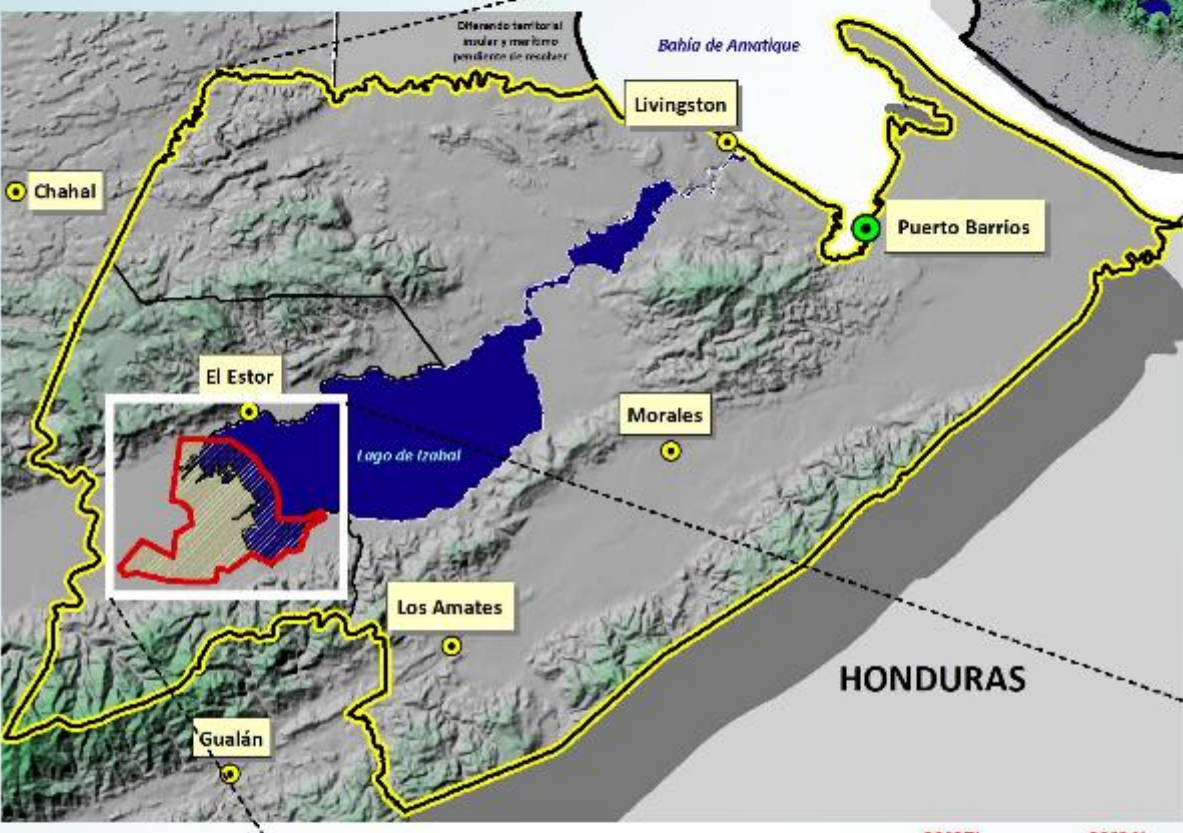 Diferendo territorial
insular y marítimo
pendiente de resolver
Bahía de Amatique
Livingston
Chahal
Puerto Barrios
El Estor
Morales
Lago de Izabal
Los Amates
HONDURAS
Gualán